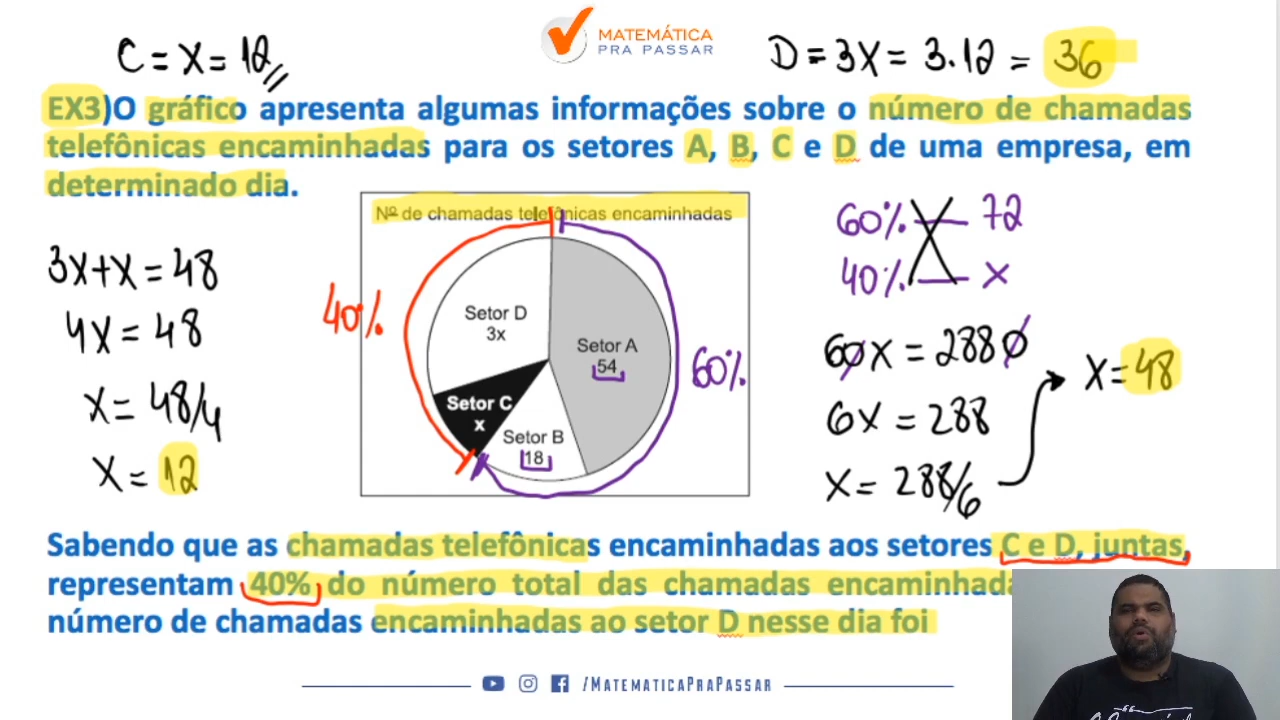 C = X = 12
MATEMÁTICA
PRA PASSAR
D = 3X = 3.12 = 36
EX3)O gráfico apresenta algumas informações sobre o número de chamadas
telefônicas encaminhadas para os setores A, B, C e D de uma empresa, em
determinado dia.
Nº de chamadas telefônicas encaminhadas
3X+X = 48
4X = 48
X = 48/4
X = 12
40%
Setor D
3x
Setor A
54
Setor C
x
Setor B
18
60%
60% 72
40% X
60X = 2880
6X = 288
X = 288/6
X = 48
Sabendo que as chamadas telefônicas encaminhadas aos setores C e D, juntas,
representam 40% do número total das chamadas
número de chamadas encaminhadas ao setor D nesse dia foi
/MATEMATICAPRAPASSAR